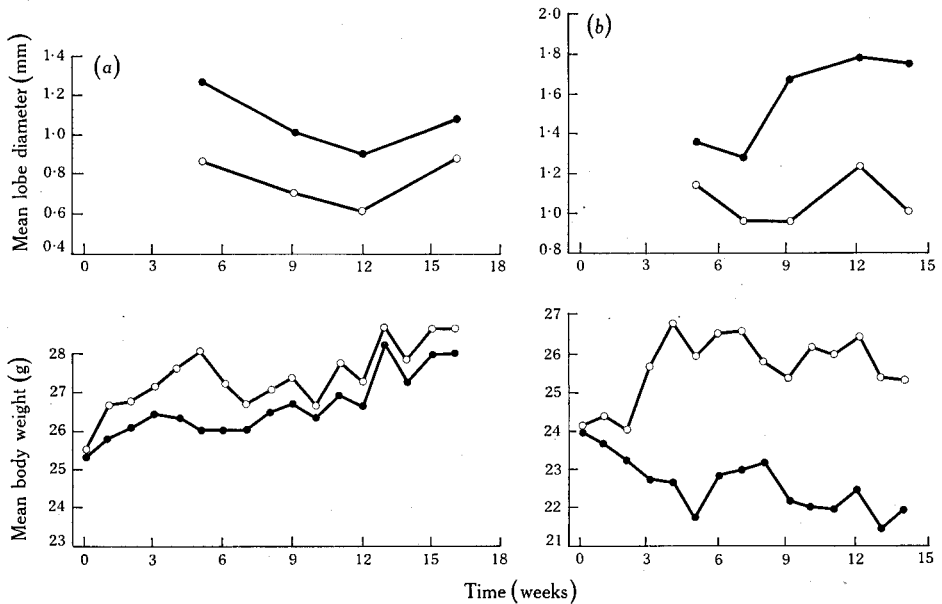 (a)
Mean lobe diameter (mm)
1·4
1·2
1·0
0·8
0·6
0·4
0 3 6 9 12 15 18
(b)
2·0
1·8
1·6
1·4
1·2
1·0
0·8
0 3 6 9 12 15
Mean body weight (g)
28
27
26
25
24
23
0 3 6 9 12 15 18
27
26
25
24
23
22
21
0 3 6 9 12 15
Time (weeks)